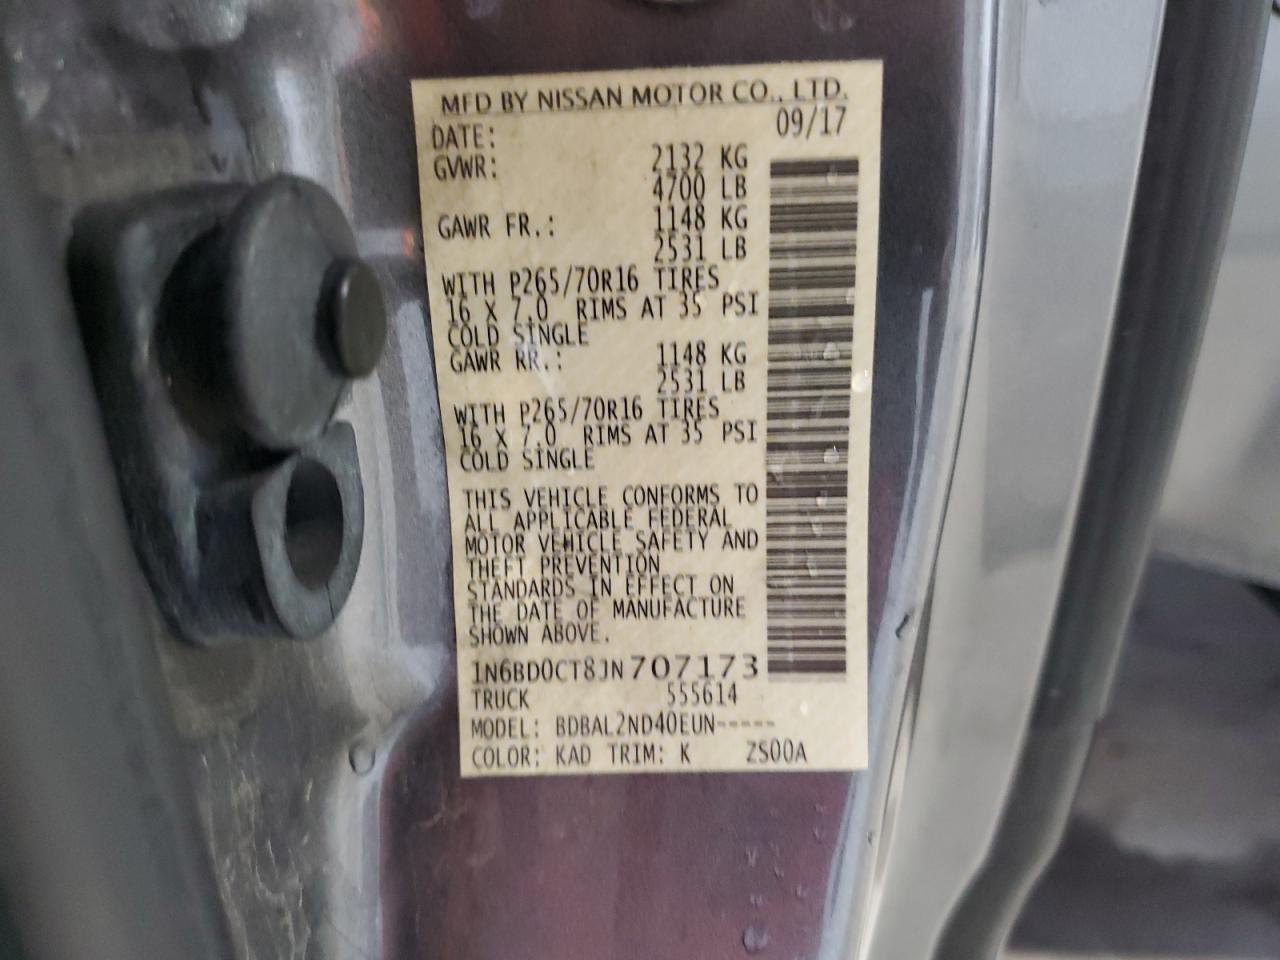 MFD BY NISSAN MOTOR CO., LTD.
DATE: 09/17
GVWR: 2132 KG
4700 LB
GAWR FR.: 1148 KG
2531 LB
WITH P265/70R16 TIRES
16 X 7.0 RIMS AT 35 PSI
COLD SINGLE
GAWR RR.: 1148 KG
2531 LB
WITH P265/70R16 TIRES
16 X 7.0 RIMS AT 35 PSI
COLD SINGLE
THIS VEHICLE CONFORMS TO
ALL APPLICABLE FEDERAL
MOTOR VEHICLE SAFETY AND
THEFT PREVENTION
STANDARDS IN EFFECT ON
THE DATE OF MANUFACTURE
SHOWN ABOVE.
1N6BD0CT8JN707173
TRUCK 555614
MODEL: BDBAL2ND40EUN-----
COLOR: KAD TRIM: K ZS00A